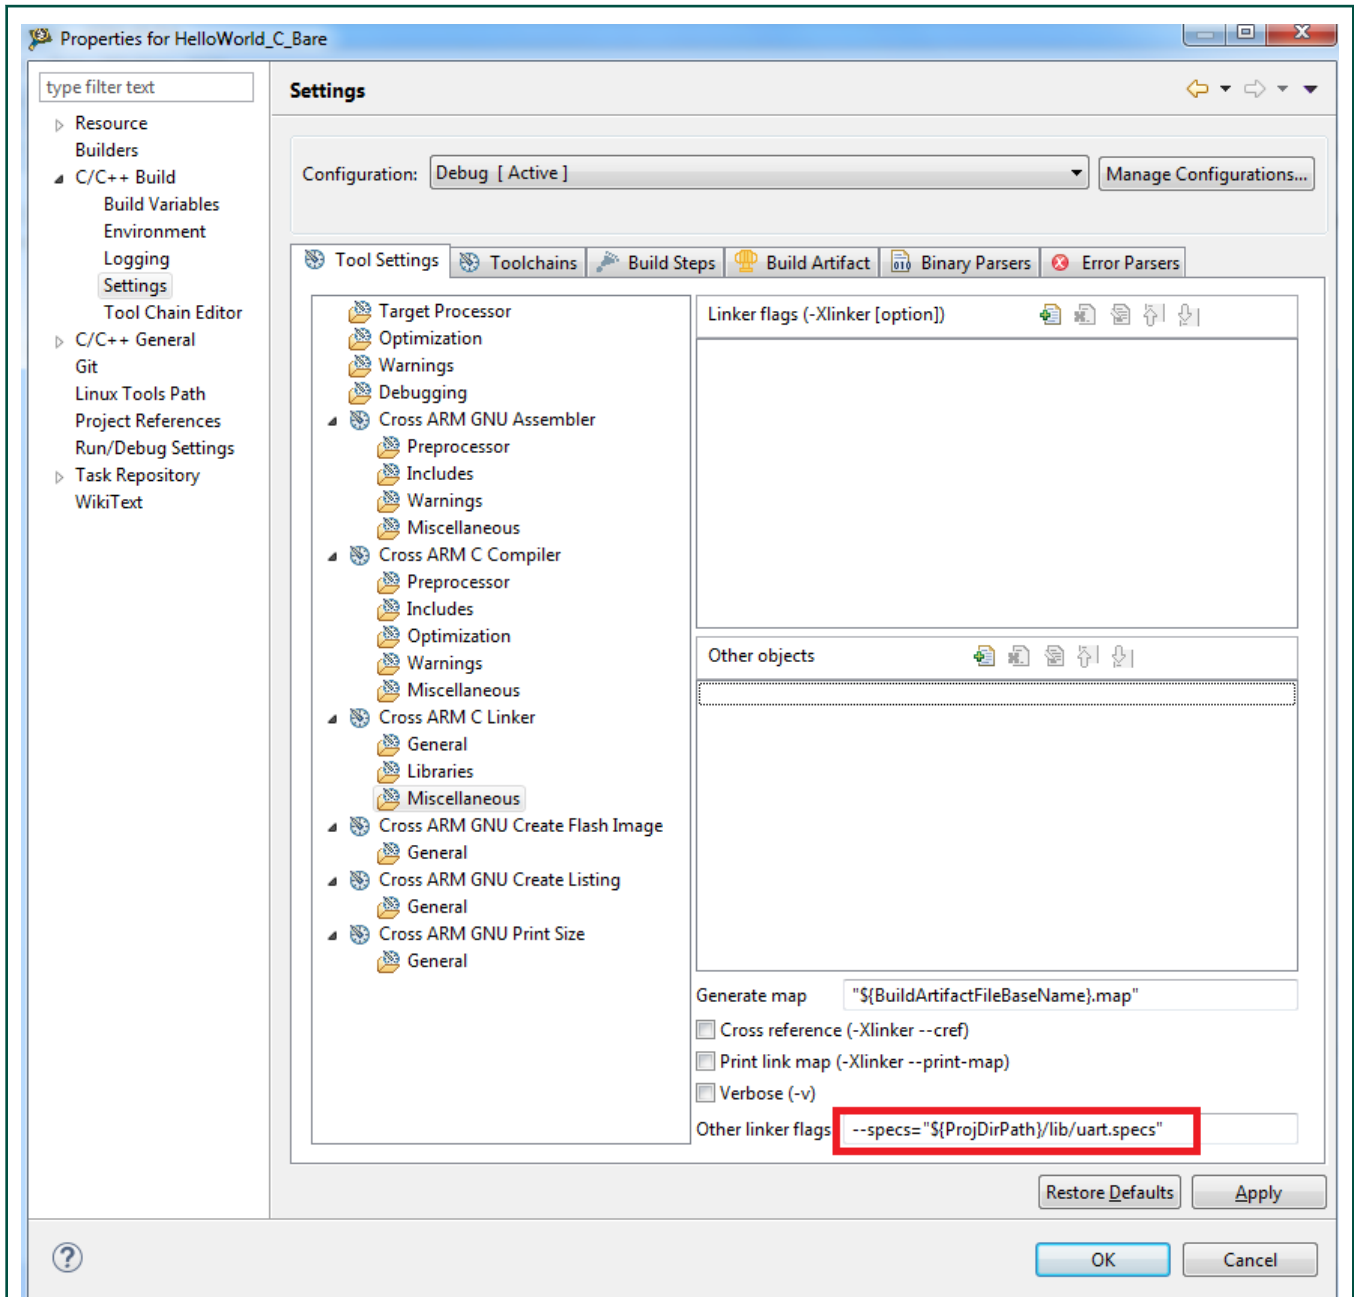 Properties for HelloWorld_C_Bare
type filter text
Resource
Builders
C/C++ Build
Build Variables
Environment
Logging
Settings
Tool Chain Editor
C/C++ General
Git
Linux Tools Path
Project References
Run/Debug Settings
Task Repository
WikiText
Settings
Configuration: Debug [ Active ] Manage Configurations...
Tool Settings Toolchains Build Steps Build Artifact Binary Parsers Error Parsers
Target Processor
Optimization
Warnings
Debugging
Cross ARM GNU Assembler
Preprocessor
Includes
Warnings
Miscellaneous
Cross ARM C Compiler
Preprocessor
Includes
Optimization
Warnings
Miscellaneous
Cross ARM C Linker
General
Libraries
Miscellaneous
Cross ARM GNU Create Flash Image
General
Cross ARM GNU Create Listing
General
Cross ARM GNU Print Size
General
Linker flags (-Xlinker [option])
Other objects
Generate map "${BuildArtifactFileBaseName}.map"
Cross reference (-Xlinker --cref)
Print link map (-Xlinker --print-map)
Verbose (-v)
Other linker flags --specs="${ProjDirPath}/lib/uart.specs"
Restore Defaults Apply
OK Cancel